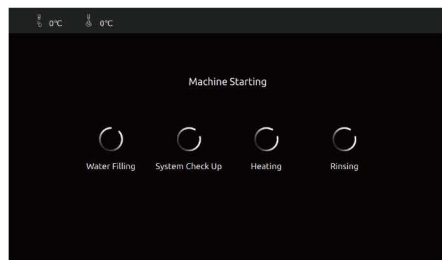 0℃ 0℃
Machine Starting
Water Filling System Check Up Heating Rinsing